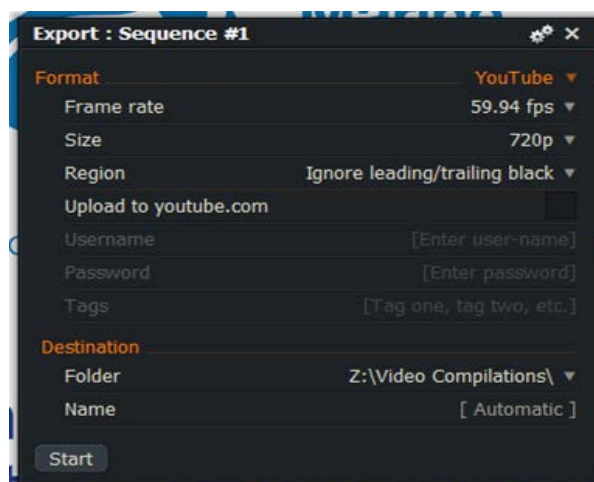 Export : Sequence #1
Format YouTube
Frame rate 59.94 fps
Size 720p
Region Ignore leading/trailing black
Upload to youtube.com
Username [Enter user-name]
Password [Enter password]
Tags [Tag one, tag two, etc.]
Destination
Folder Z:\Video Compilations\
Name [ Automatic ]
Start